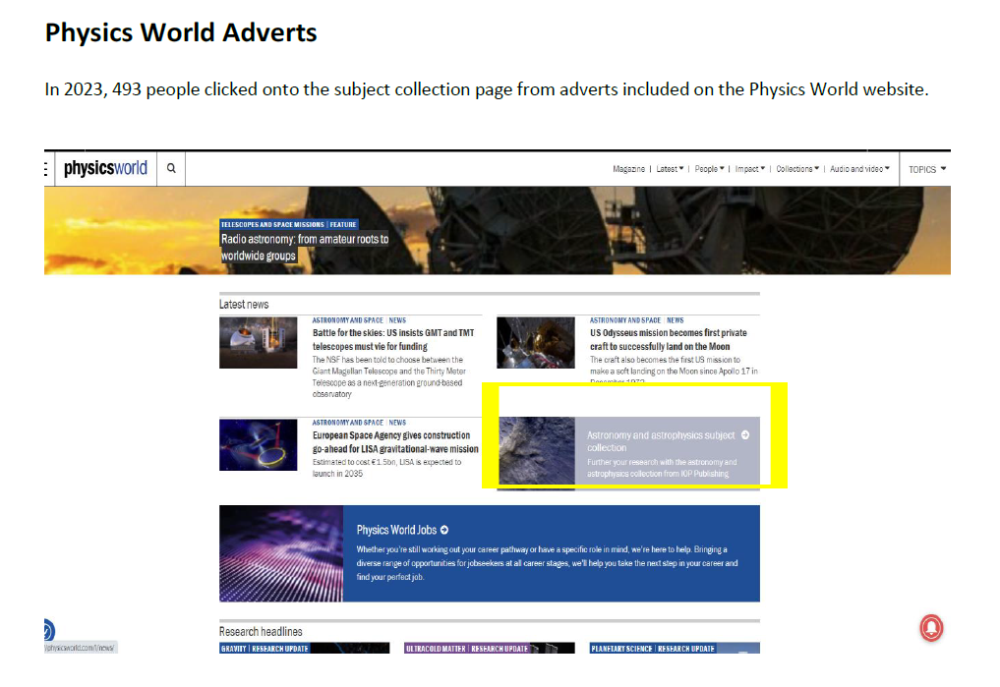 Physics World Adverts
In 2023, 493 people clicked onto the subject collection page from adverts included on the Physics World website.
physicsworld
Magazine | Latest | People | Impact | Collections | Audio and video
TOPICS
TELESCOPES AND SPACE MISSIONS | FEATURE
Radio astronomy: from amateur roots to
worldwide groups
Latest news
ASTRONOMY AND SPACE | NEWS
Battle for the skies: US insists GMT and TMT
telescopes must vie for funding
The NSF has been told to choose between the
Giant Magellan Telescope and the Thirty Meter
Telescope as a next-generation ground-based
observatory
ASTRONOMY AND SPACE | NEWS
US Odysseus mission becomes first private
craft to successfully land on the Moon
The craft also becomes the first US mission to
make a soft landing on the Moon since Apollo 17 in
December 1972
ASTRONOMY AND SPACE | NEWS
European Space Agency gives construction
go-ahead for LISA gravitational-wave mission
Estimated to cost €1.5bn, LISA is expected to
launch in 2035
Astronomy and astrophysics subject
collection
Further your research with the astronomy and
astrophysics collection from IOP Publishing
Physics World Jobs
Whether you're still working out your career pathway or have a specific role in mind, we're here to help. Bringing a
diverse range of opportunities for jobseekers at all career stages, we'll help you take the next step in your career and
find your perfect job.
Research headlines
GRAVITY | RESEARCH UPDATE
ULTRACOLD MATTER | RESEARCH UPDATE
PLANETARY SCIENCE | RESEARCH UPDATE
/physicsworld.com/l/news/